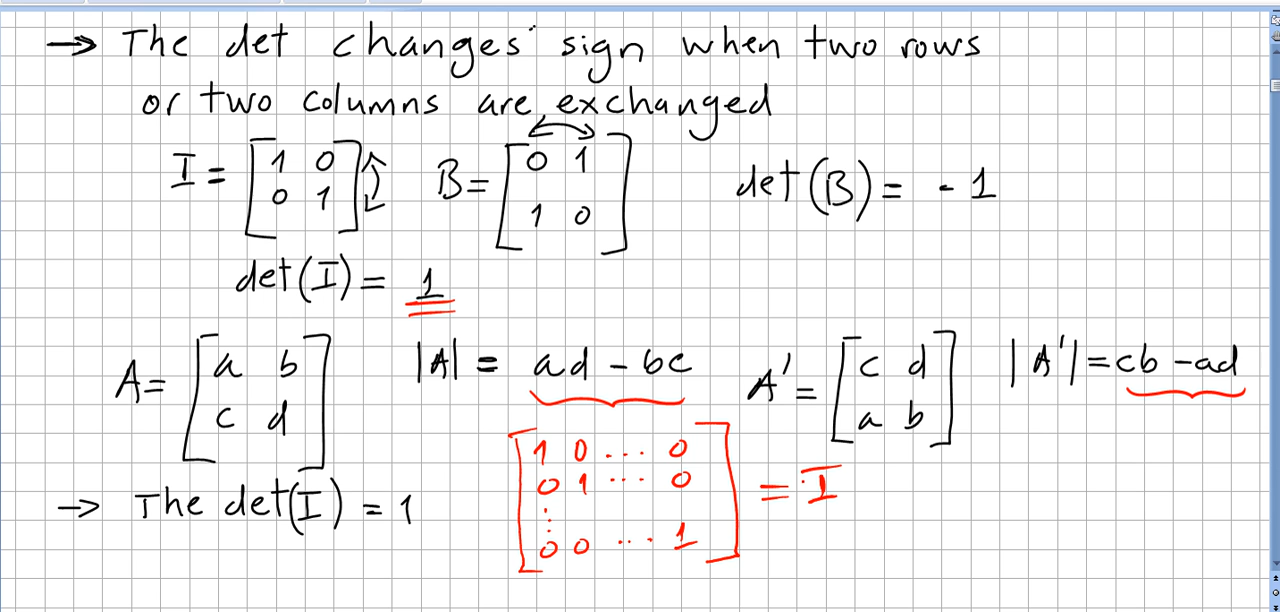 → The det changes sign when two rows
or two columns are exchanged
I = [1 0; 0 1] B = [0 1; 1 0] det(B) = -1
det(I) = 1
A = [a b; c d] |A| = ad - bc A' = [c d; a b] |A'| = cb - ad
→ The det(I) = 1 [1 0 ... 0; 0 1 ... 0; ⋮; 0 0 ... 1] = I